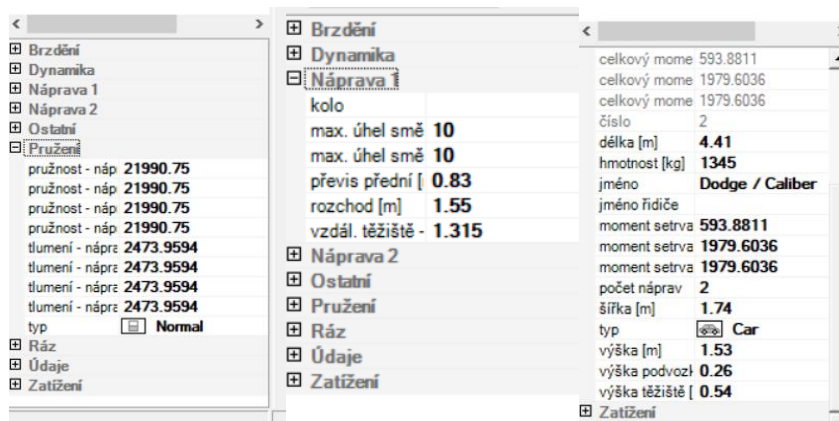 Brzdění
Dynamika
Náprava 1
Náprava 2
Ostatní
Pružení
pružnost - náp 21990.75
pružnost - náp 21990.75
pružnost - náp 21990.75
pružnost - náp 21990.75
tlumení - nápra 2473.9594
tlumení - nápra 2473.9594
tlumení - nápra 2473.9594
tlumení - nápra 2473.9594
typ Normal
Ráz
Údaje
Zatížení
Brzdění
Dynamika
Náprava 1
kolo
max. úhel smě 10
max. úhel smě 10
převis přední [ 0.83
rozchod [m] 1.55
vzdál. těžiště - 1.315
Náprava 2
Ostatní
Pružení
Ráz
Údaje
Zatížení
celkový mome 593.8811
celkový mome 1979.6036
celkový mome 1979.6036
číslo 2
délka [m] 4.41
hmotnost [kg] 1345
jméno Dodge / Caliber
jméno řidiče
moment setrva 593.8811
moment setrva 1979.6036
moment setrva 1979.6036
počet náprav 2
šířka [m] 1.74
typ Car
výška [m] 1.53
výška podvozk 0.26
výška těžiště [ 0.54
Zatížení